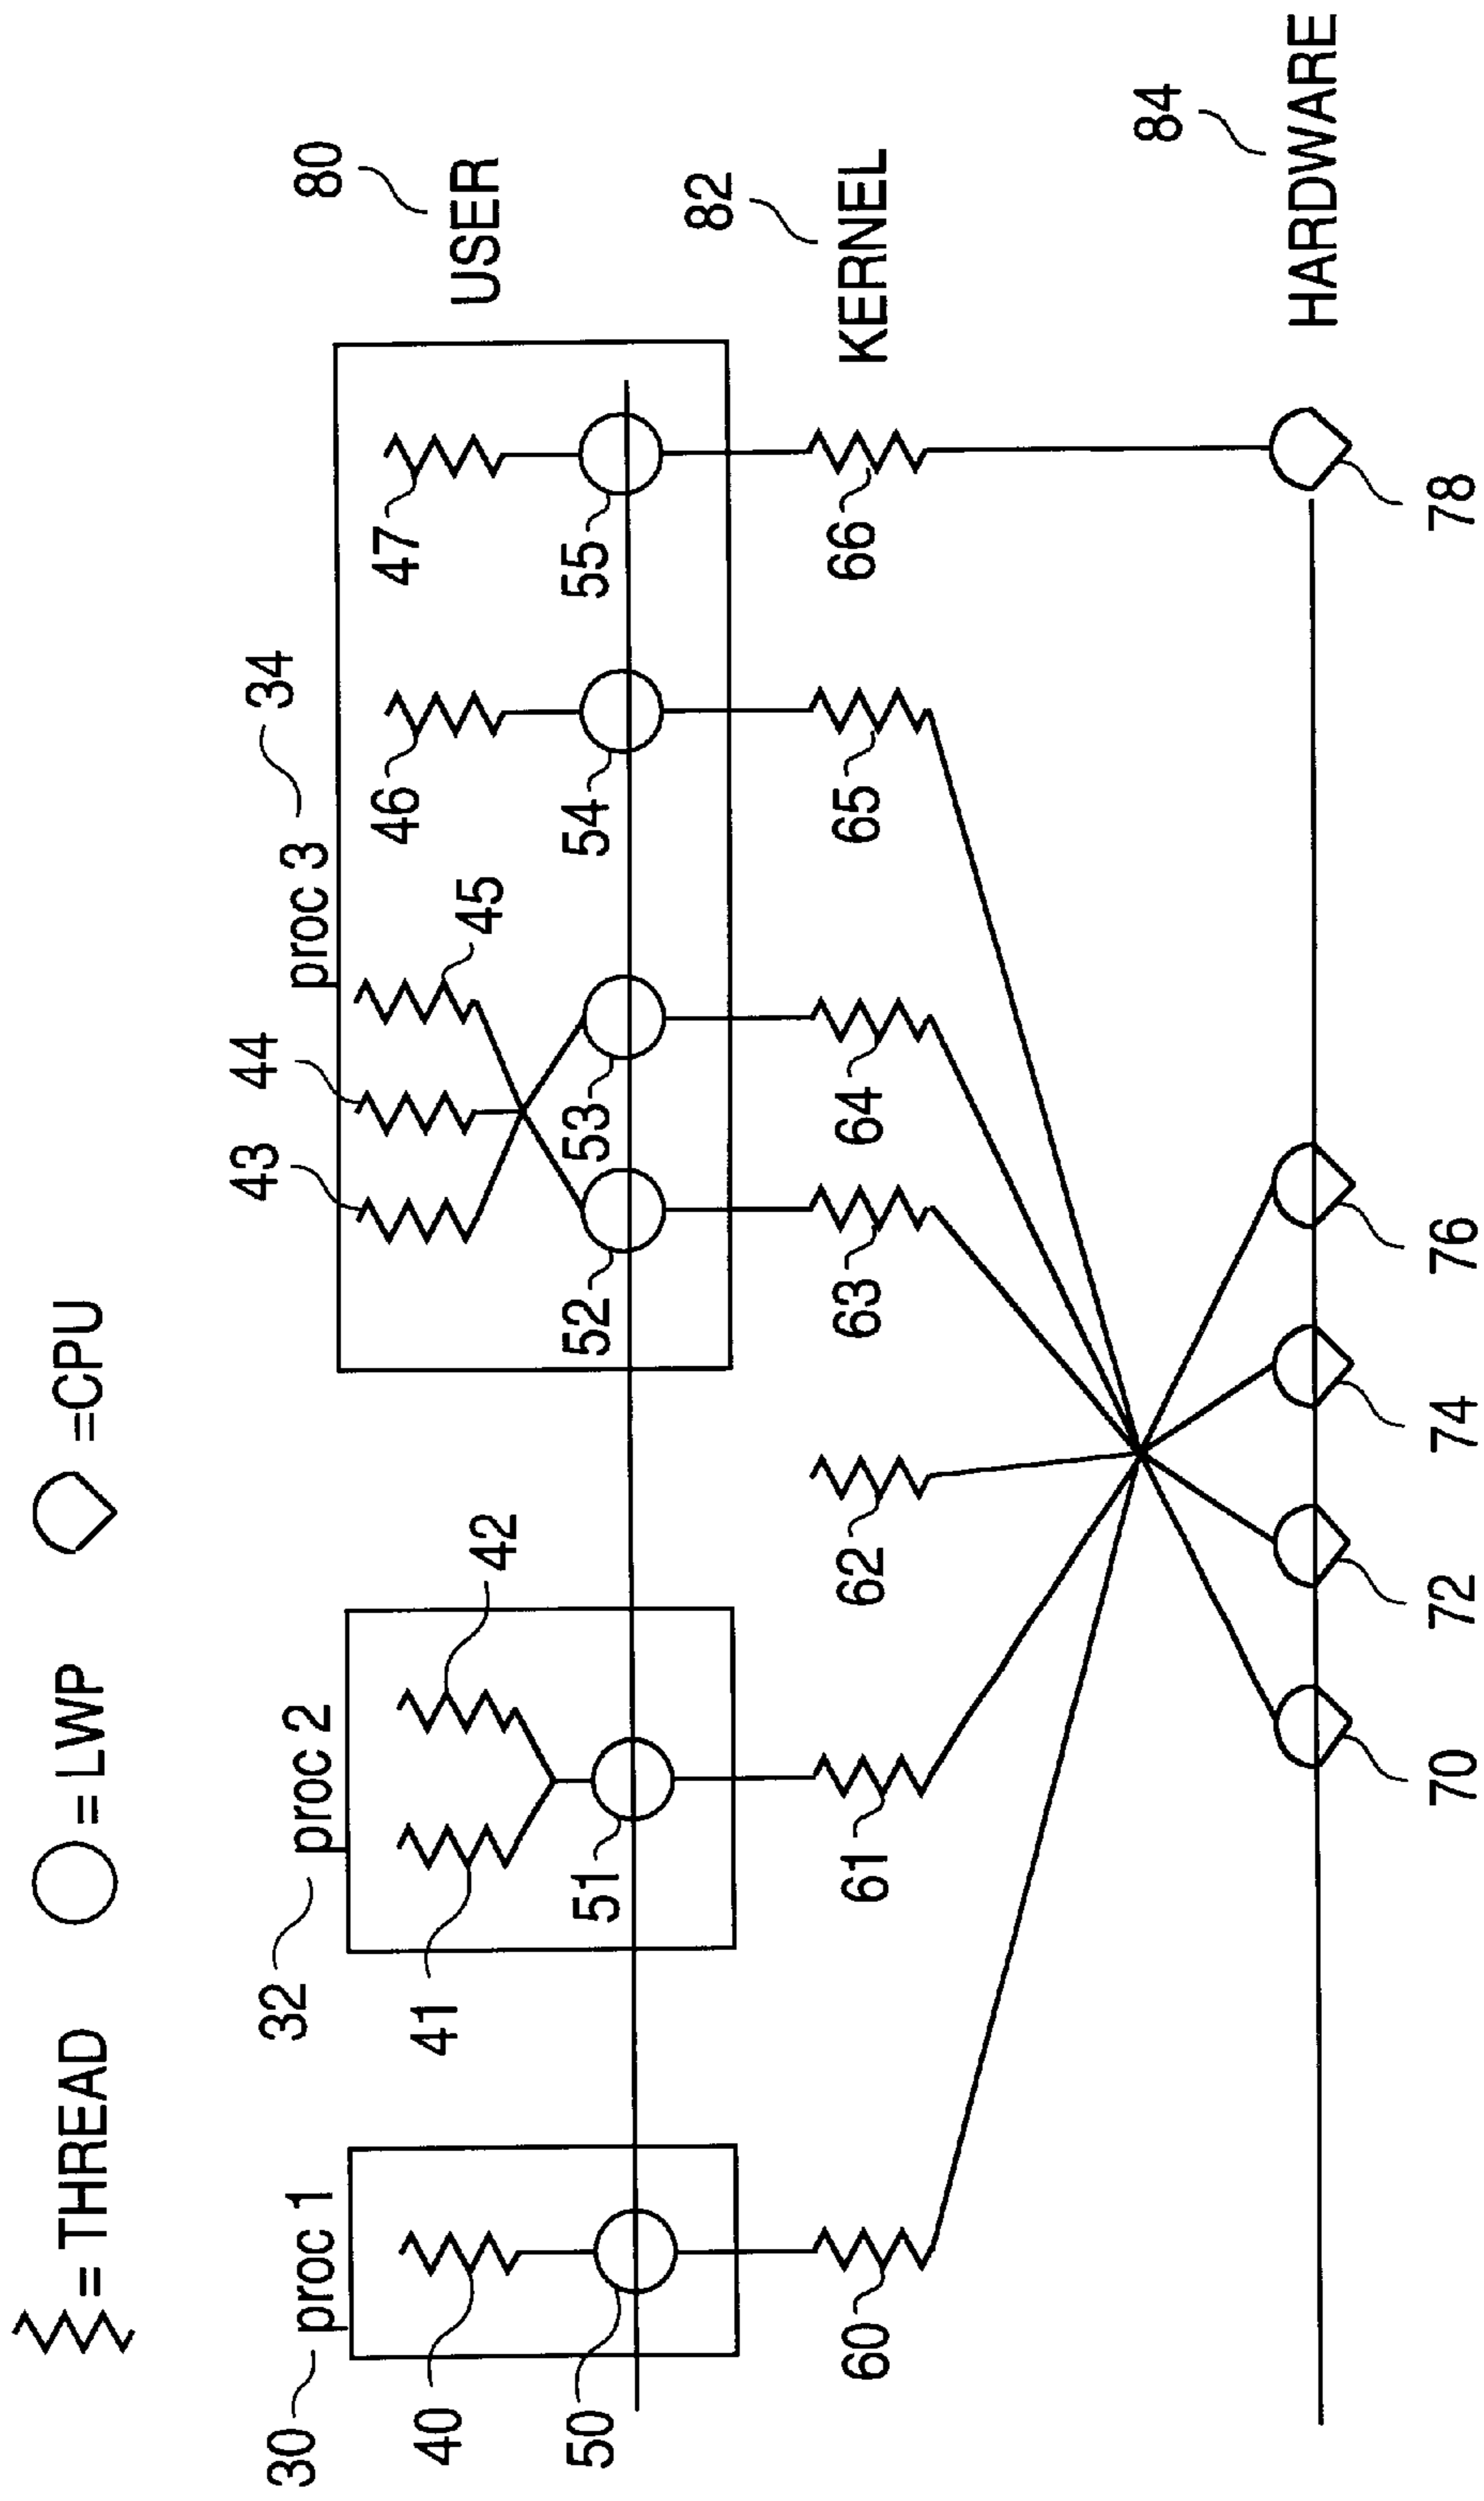 =THREAD =LWP =CPU
30 32 34
proc 1 proc 2 proc 3
43 44 45 46 47
40 41 42
50 51 52 53 54 55
80
USER
60 61 62 63 64 65 66
82
KERNEL
84
HARDWARE
70 72 74 76 78